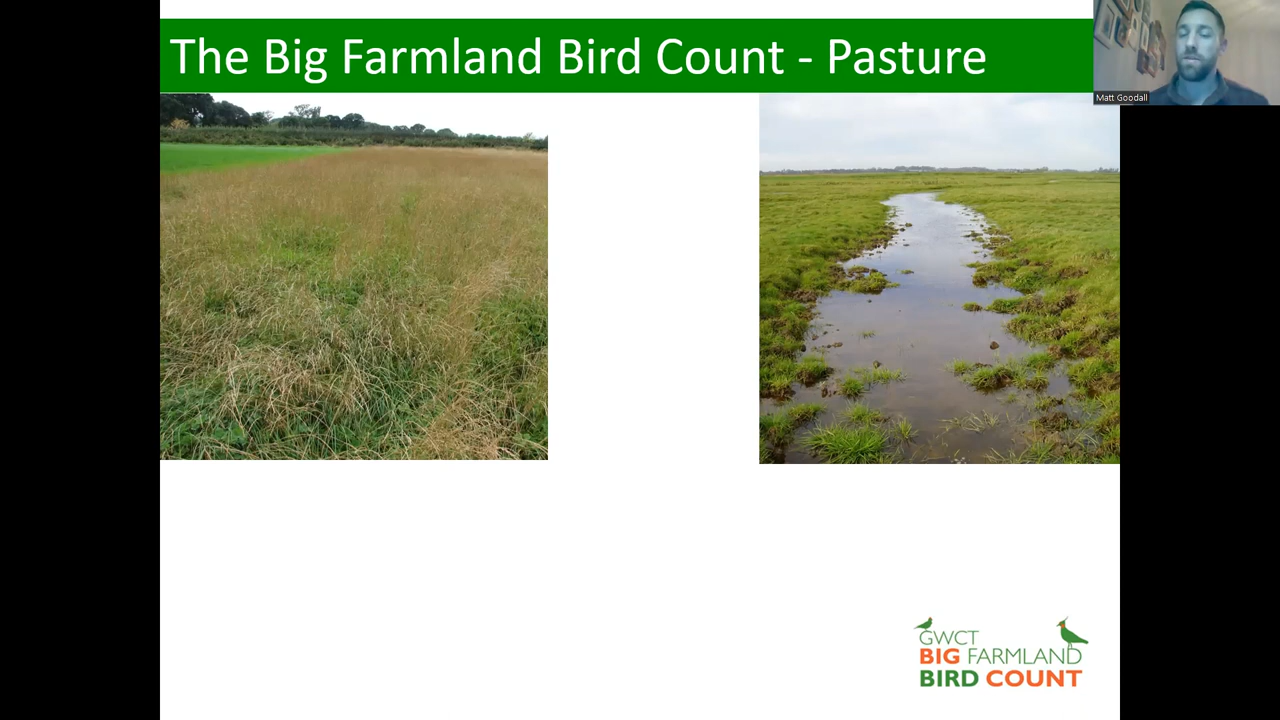 The Big Farmland Bird Count - Pasture
Matt Goodall
GWCT
BIG FARMLAND
BIRD COUNT